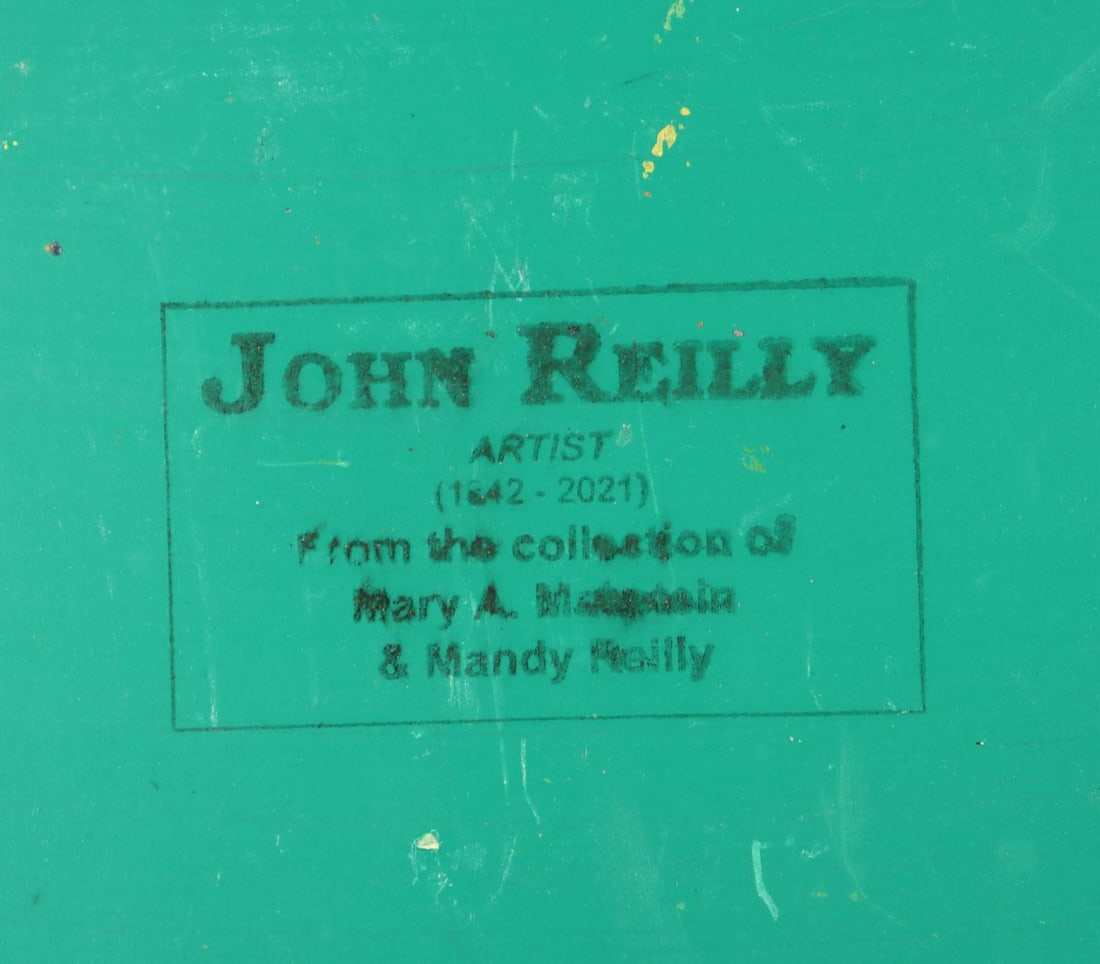 JOHN REILLY
ARTIST
(1942 - 2021)
From the collection of
Mary A.
& Mandy Reilly